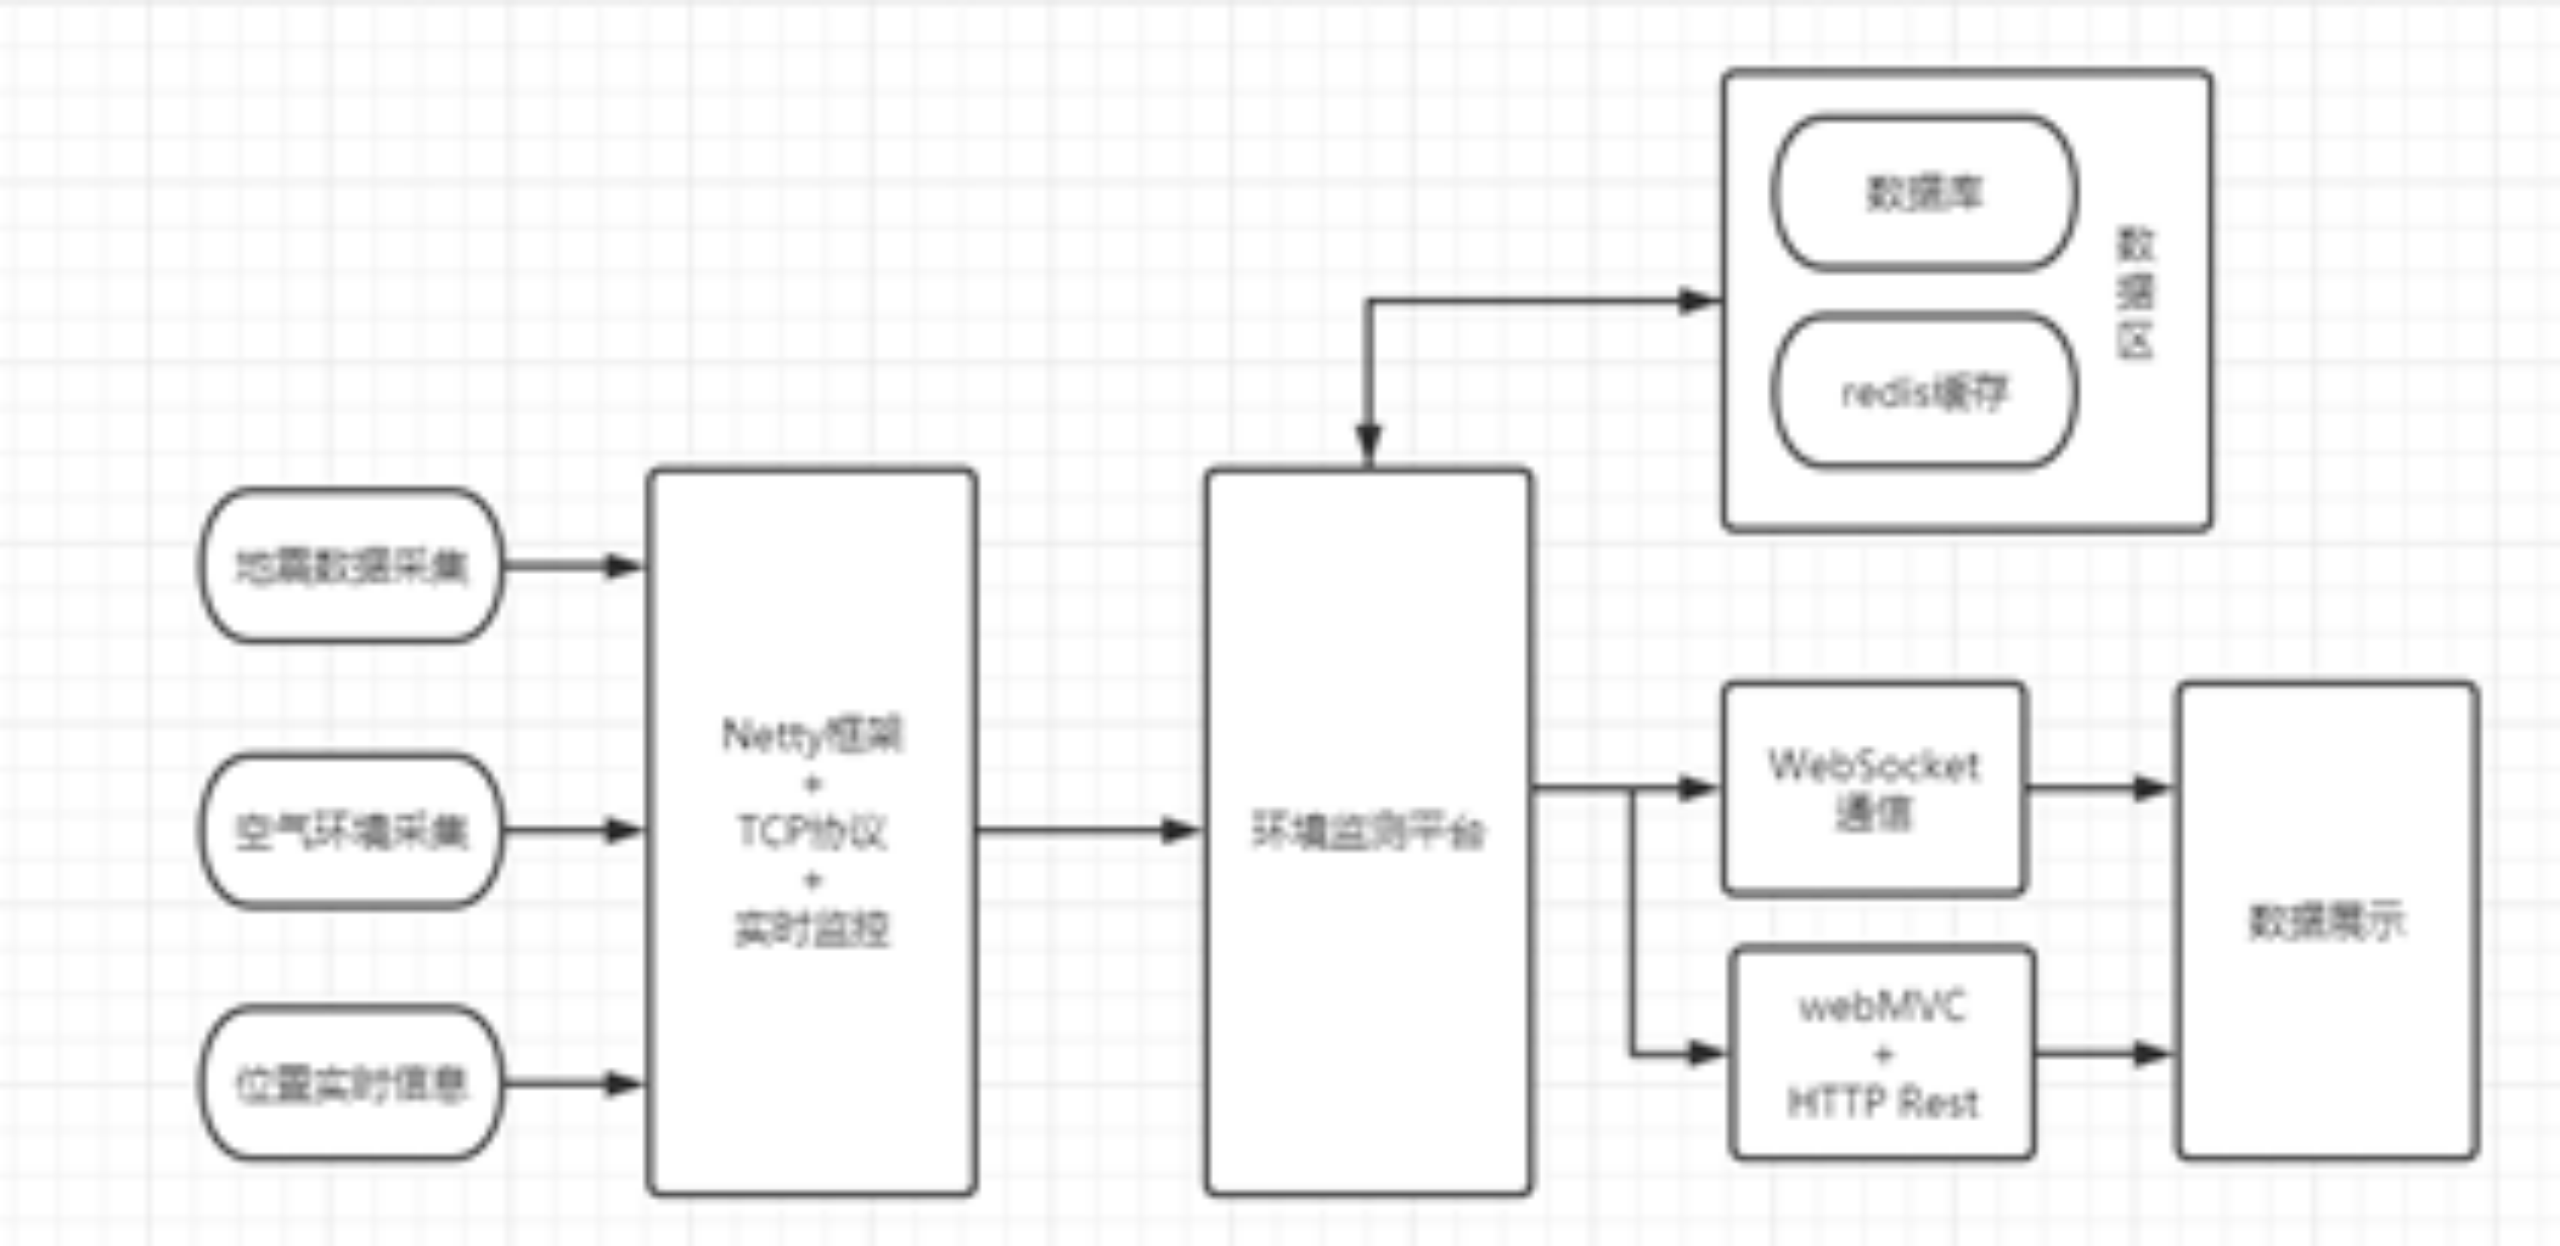 数据库
redis缓存
数
据
区
地震数据采集
空气环境采集
位置实时信息
Netty框架
+
TCP协议
+
实时监控
环境监测平台
WebSocket
通信
webMVC
+
HTTP Rest
数据展示